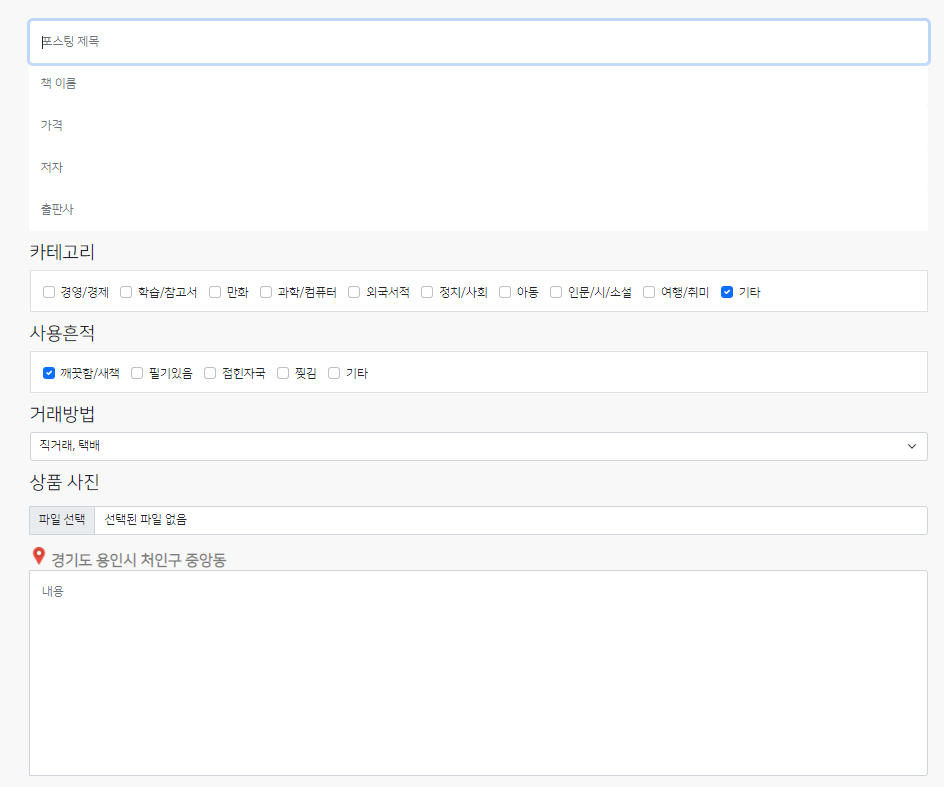 포스팅 제목
책 이름
가격
저자
출판사
카테고리
경영/경제 학습/참고서 만화 과학/컴퓨터 외국서적 정치/사회 아동 인문/시/소설 여행/취미 기타
사용흔적
깨끗함/새책 필기있음 접힌자국 찢김 기타
거래방법
직거래, 택배
상품 사진
파일 선택 선택된 파일 없음
경기도 용인시 처인구 중앙동
내용